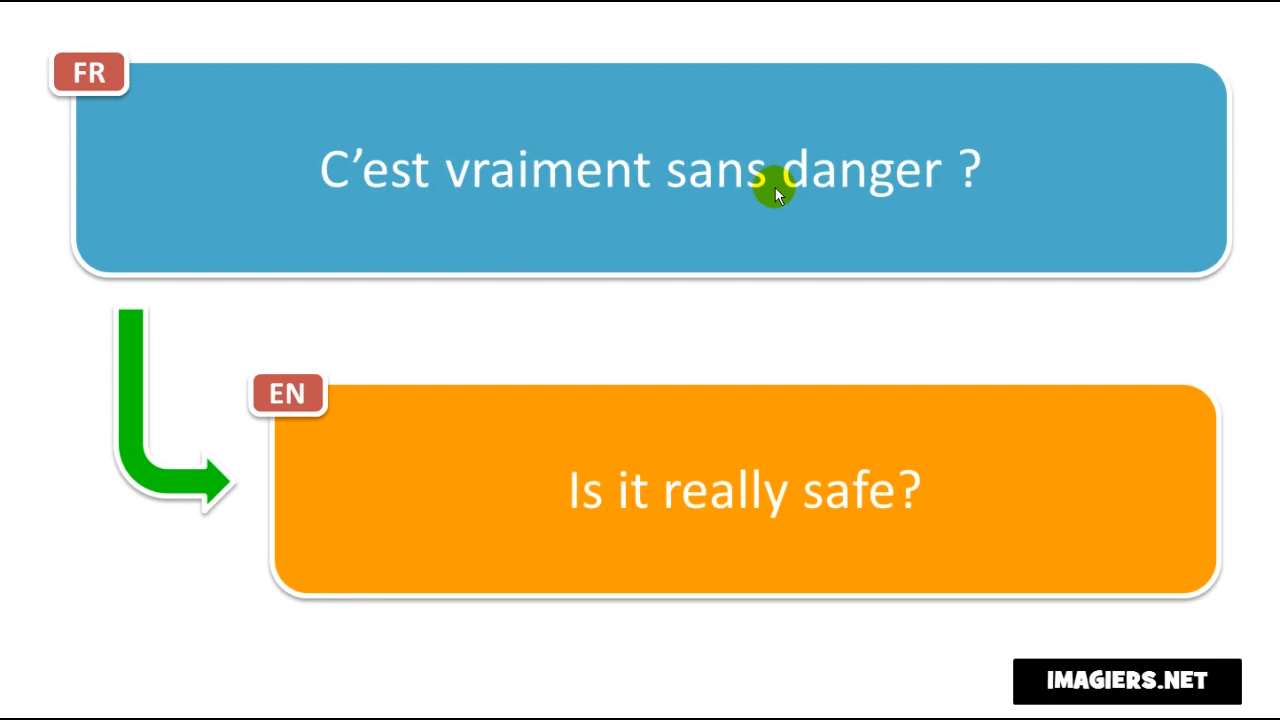 FR
C’est vraiment sans danger ?
EN
Is it really safe?
IMAGIERS.NET